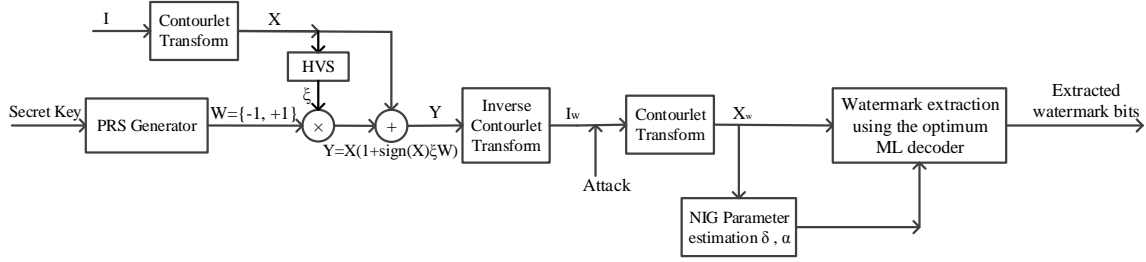 I
Contourlet
Transform
X
HVS
ξ
Secret Key
PRS Generator
W={-1, +1}
×
+
Y=X(1+sign(X)ξW)
Y
Inverse
Contourlet
Transform
Iw
Attack
Contourlet
Transform
Xw
NIG Parameter
estimation δ , α
Watermark extraction
using the optimum
ML decoder
Extracted
watermark bits